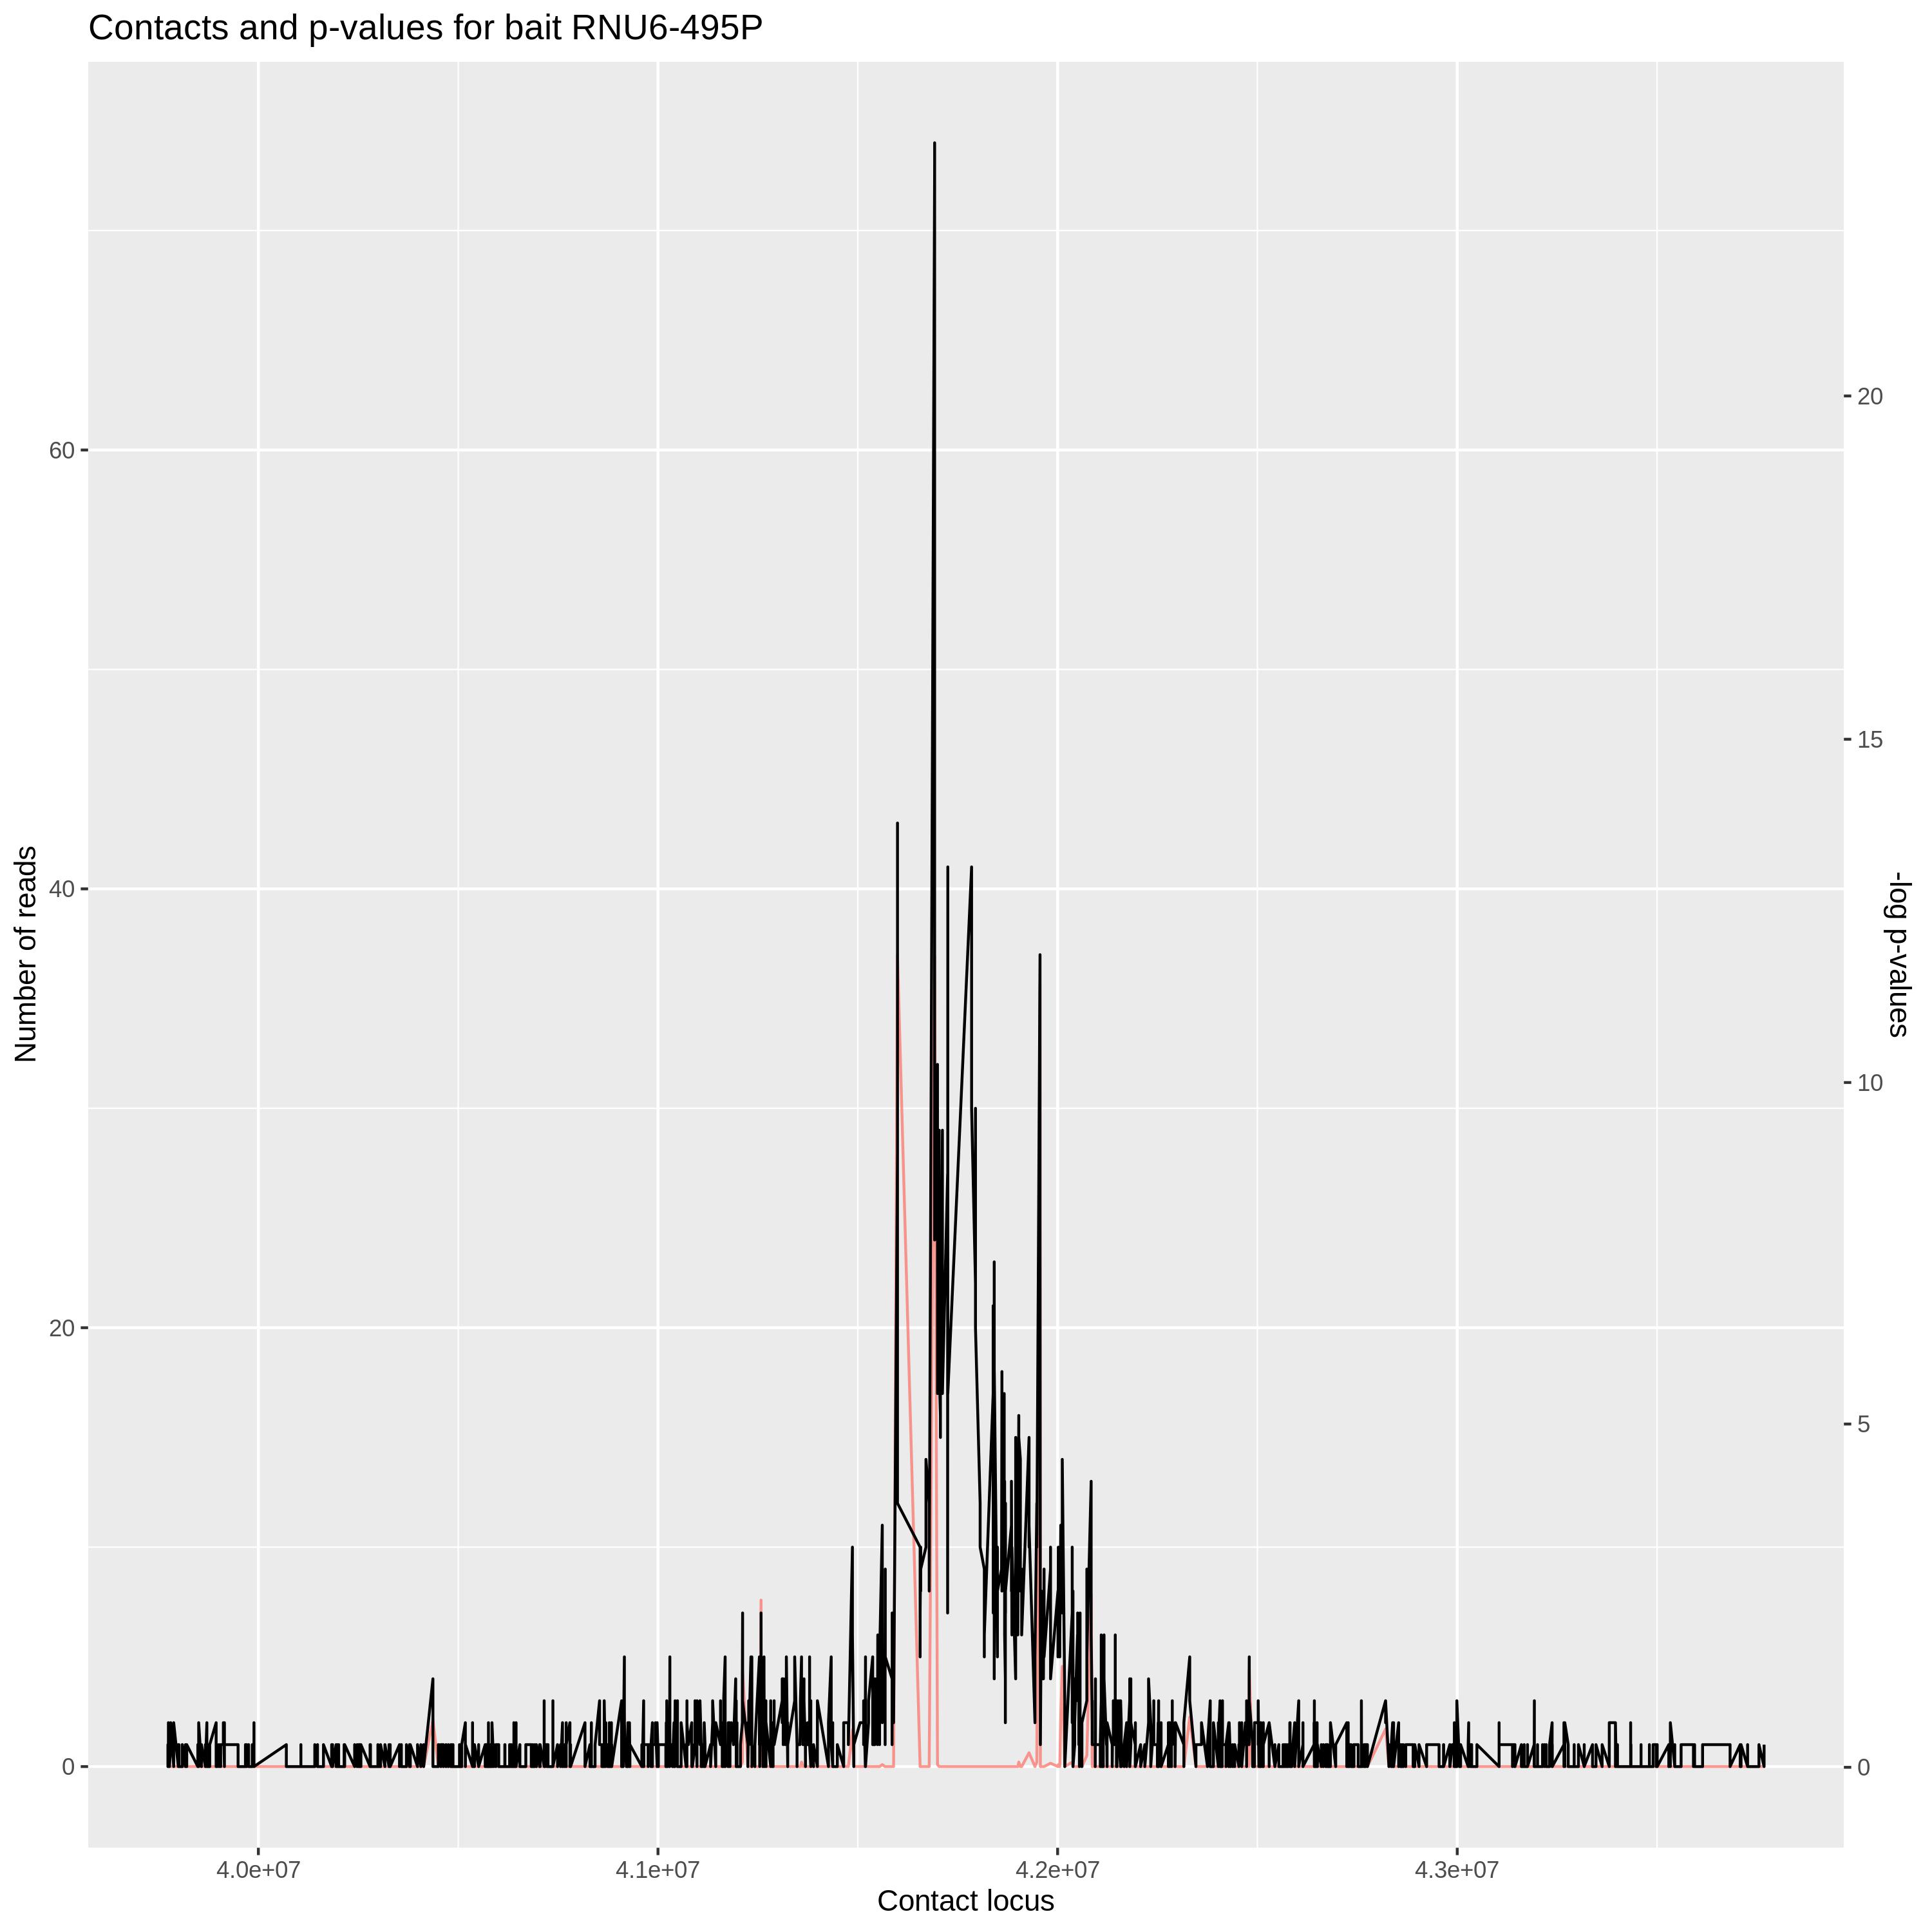 Contacts and p-values for bait RNU6-495P
Number of reads
60
40
20
0
20
15
10
5
0
-log p-values
4.0e+07
4.1e+07
4.2e+07
4.3e+07
Contact locus